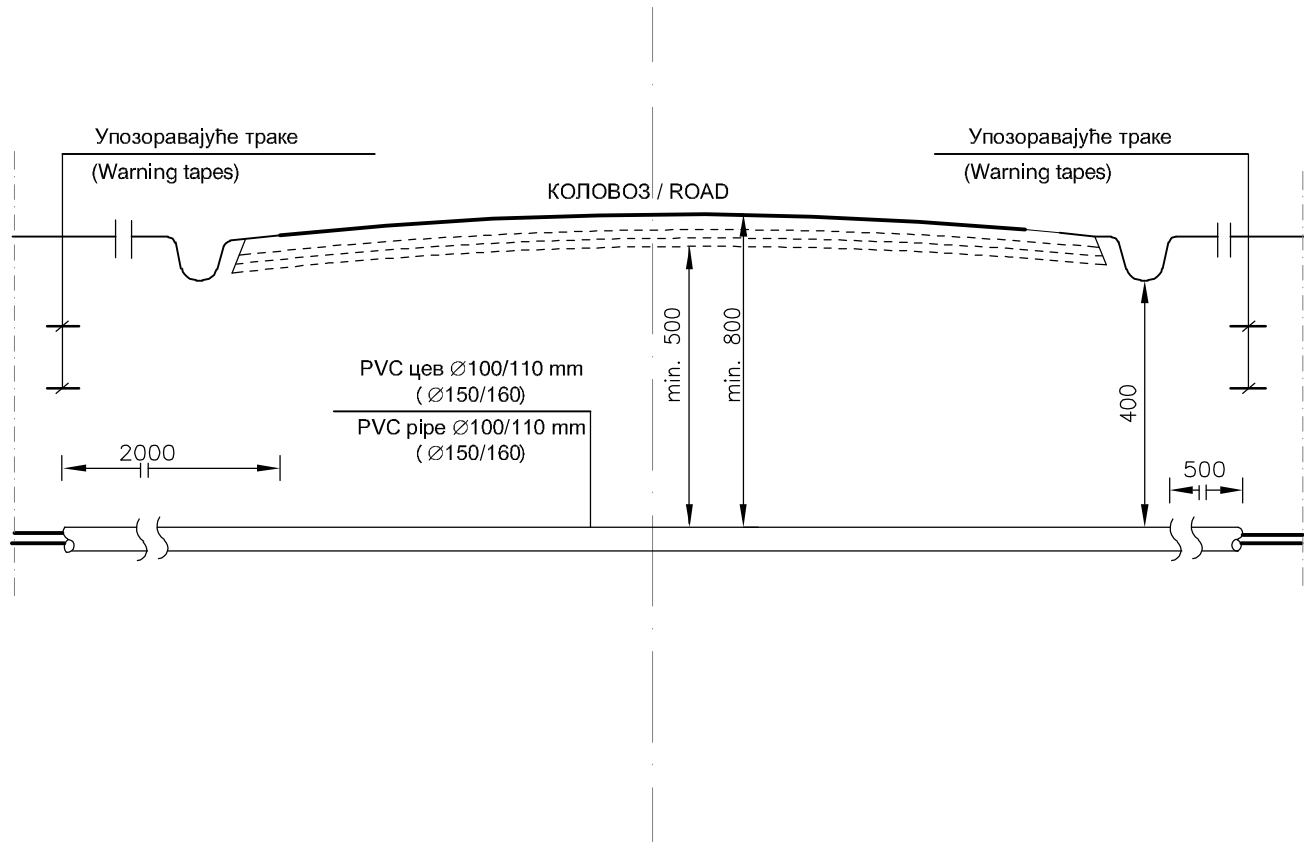 Упозоравајуће траке
(Warning tapes)
Упозоравајуће траке
(Warning tapes)
КОЛОВОЗ / ROAD
min. 500
min. 800
PVC цев ∅100/110 mm
( ∅150/160)
PVC pipe ∅100/110 mm
( ∅150/160)
400
2000
500